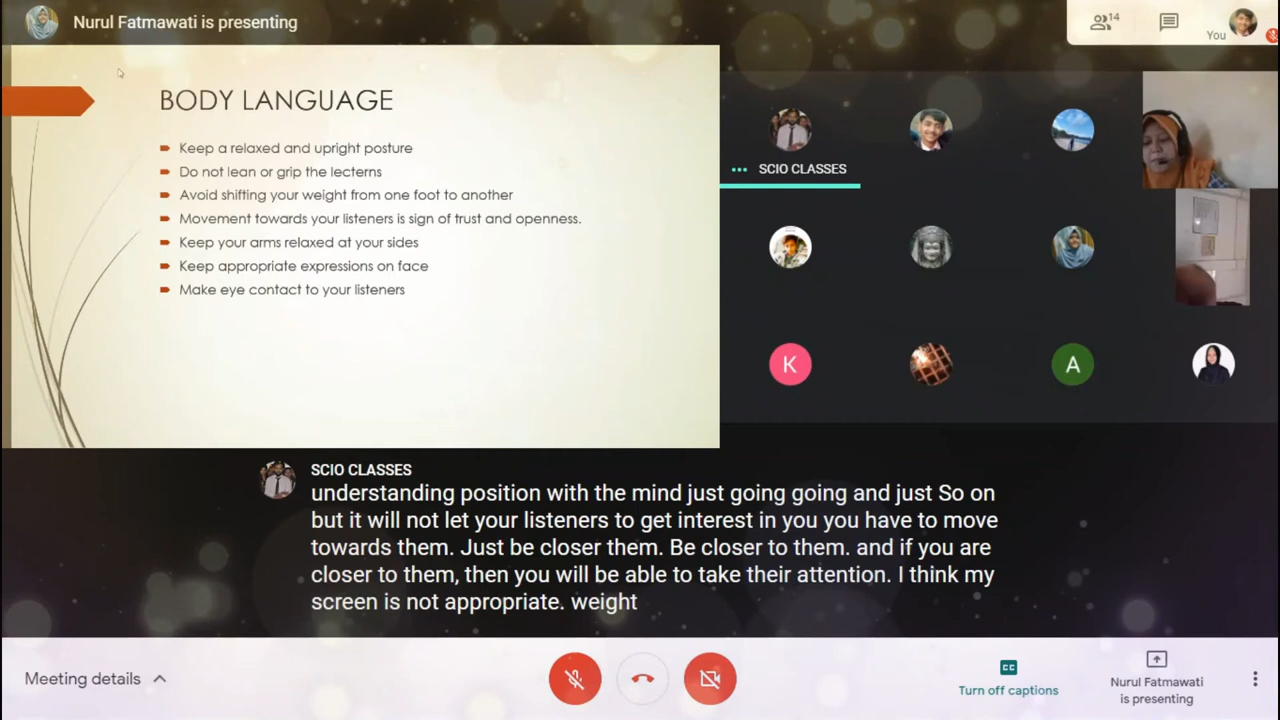 Nurul Fatmawati is presenting
14
You
BODY LANGUAGE
Keep a relaxed and upright posture
Do not lean or grip the lecterns
Avoid shifting your weight from one foot to another
Movement towards your listeners is sign of trust and openness.
Keep your arms relaxed at your sides
Keep appropriate expressions on face
Make eye contact to your listeners
SCIO CLASSES
K
A
SCIO CLASSES
understanding position with the mind just going going and just So on
but it will not let your listeners to get interest in you you have to move
towards them. Just be closer them. Be closer to them. and if you are
closer to them, then you will be able to take their attention. I think my
screen is not appropriate. weight
Meeting details
CC
Turn off captions
Nurul Fatmawati
is presenting